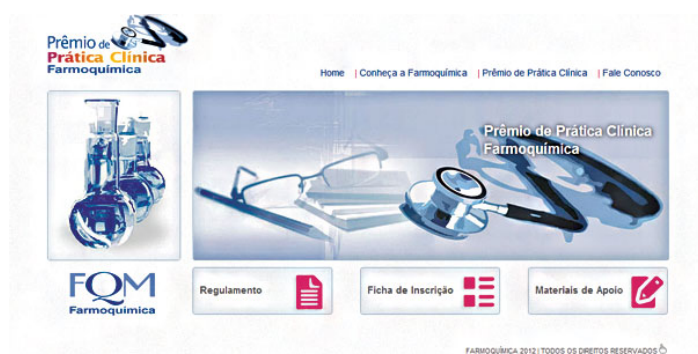 Prêmio de
Prática Clínica
Farmoquímica
Home | Conheça a Farmoquímica | Prêmio de Prática Clínica | Fale Conosco
Prêmio de Prática Clínica
Farmoquímica
FQM
Farmoquímica
Regulamento
Ficha de Inscrição
Materiais de Apoio
FARMOQUÍMICA 2012 | TODOS OS DIREITOS RESERVADOS